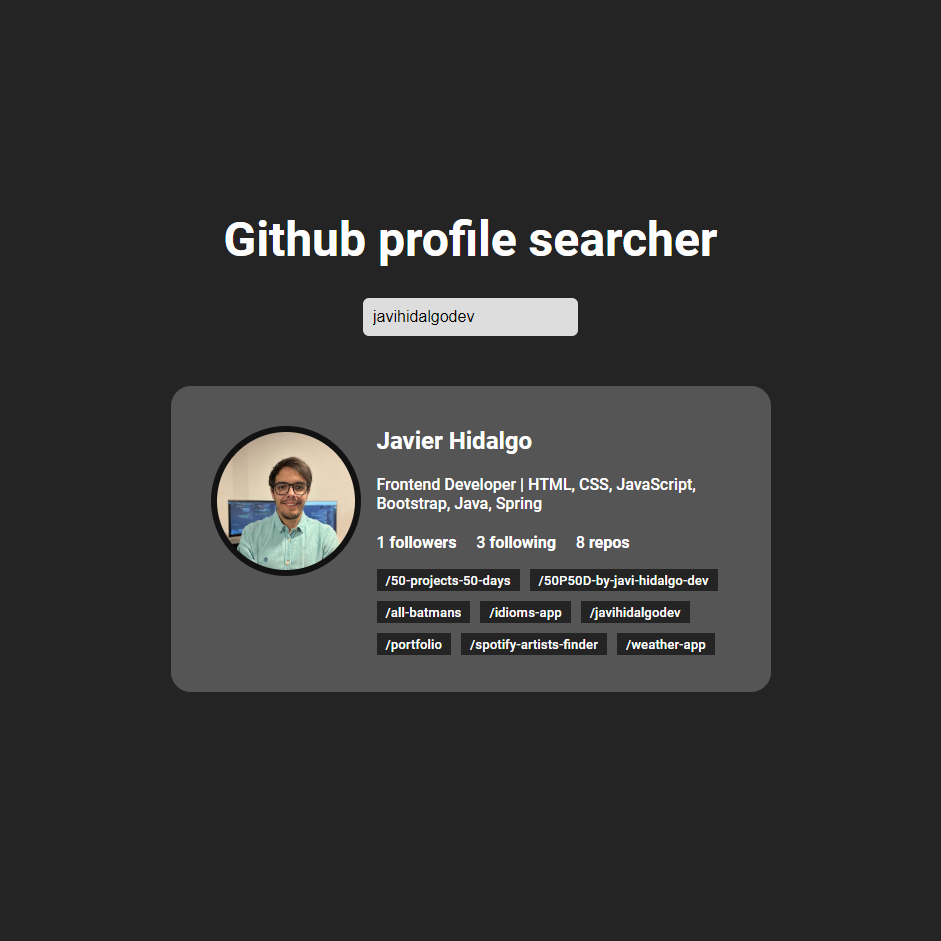 Github profile searcher
javihidalgodev
Javier Hidalgo
Frontend Developer | HTML, CSS, JavaScript,
Bootstrap, Java, Spring
1 followers 3 following 8 repos
/50-projects-50-days /50P50D-by-javi-hidalgo-dev
/all-batmans /idioms-app /javihidalgodev
/portfolio /spotify-artists-finder /weather-app